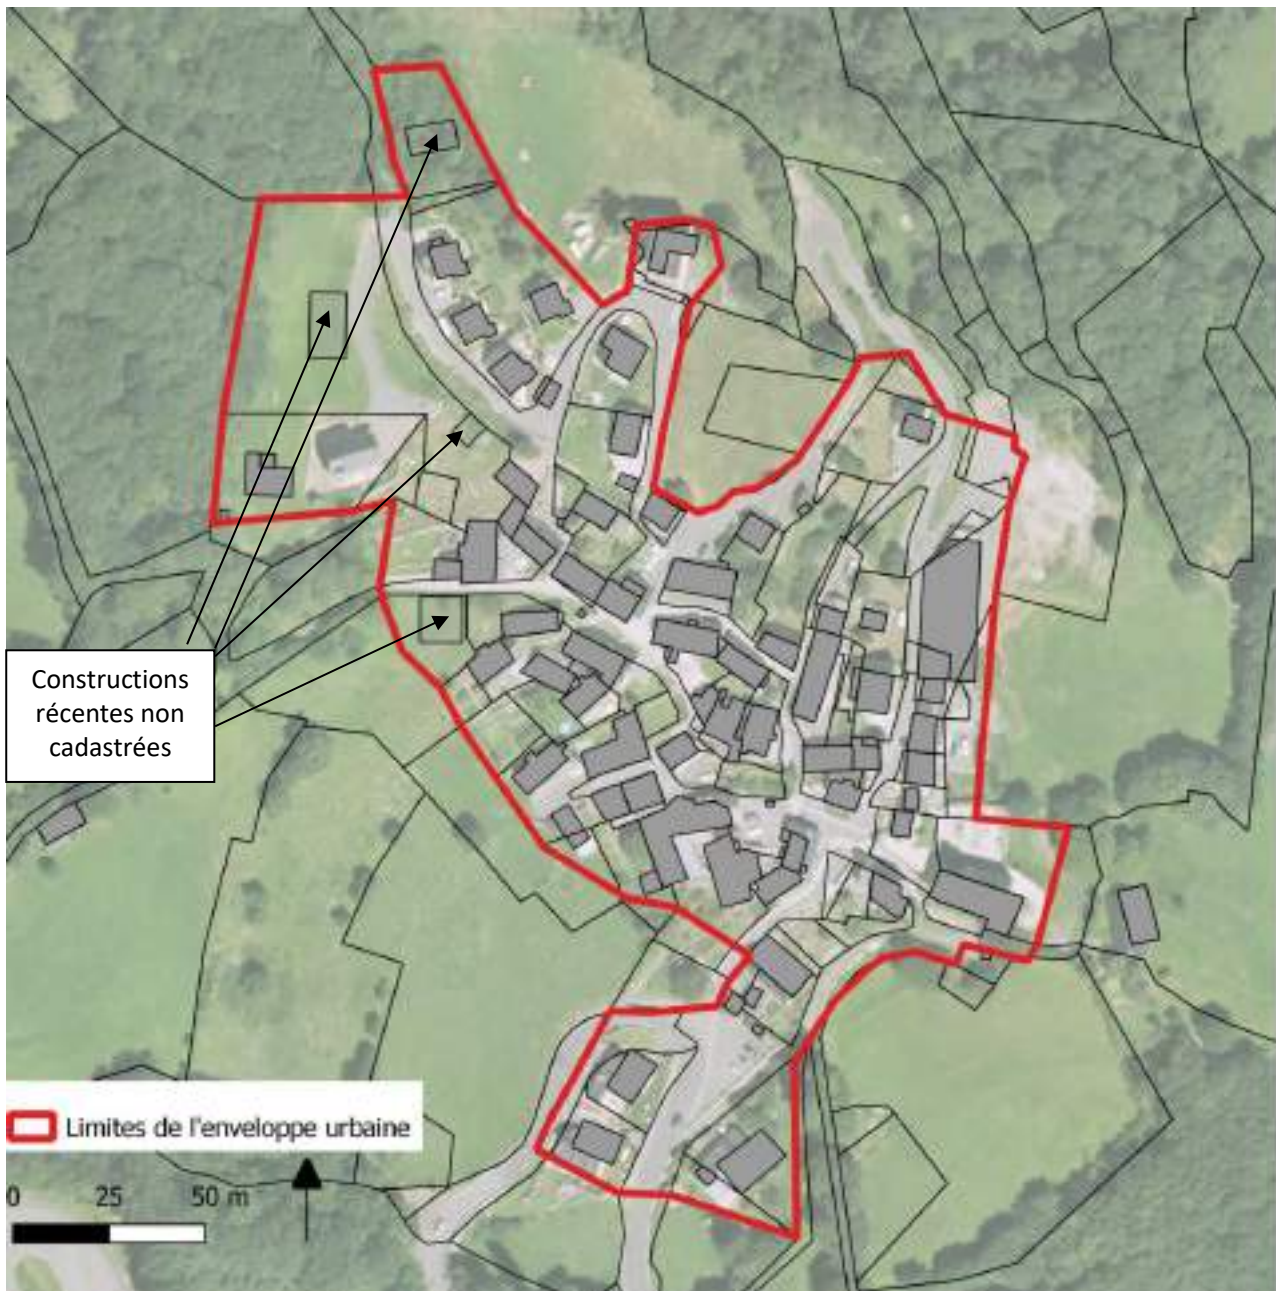 Constructions
récentes non
cadastrées
Limites de l'enveloppe urbaine
0 25 50 m